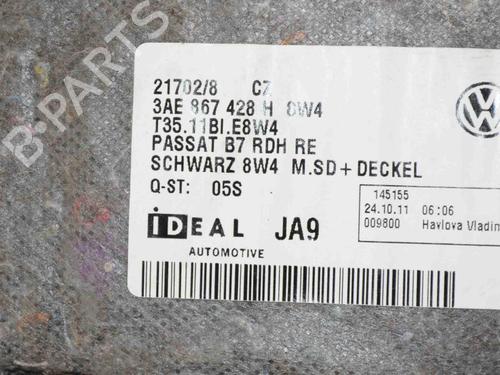 B-PARTS
21702/8 CZ
3AE 867 428 H 8W4
T35.11BI.E8W4
PASSAT B7 RDH RE
SCHWARZ 8W4 M.SD+DECKEL
Q-ST: 05S
iDEAL JA9
AUTOMOTIVE
145155
24.10.11 06:06
009800 Havlova Vladim